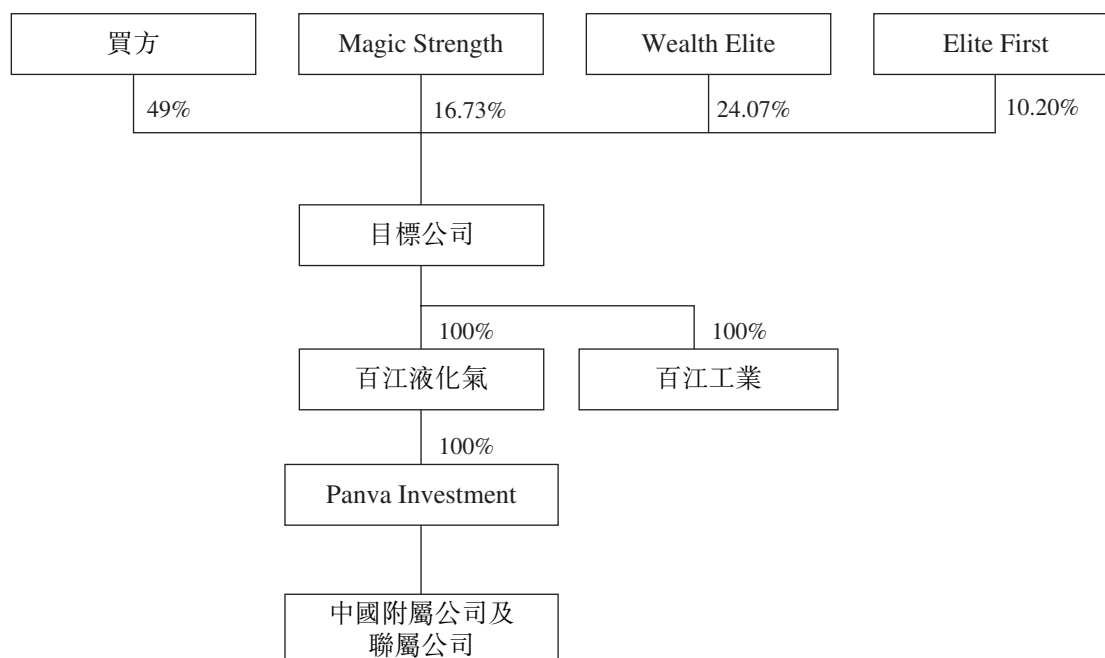 買方
Magic Strength
Wealth Elite
Elite First
49%
16.73%
24.07%
10.20%
目標公司
100%
100%
百江液化氣
百江工業
100%
Panva Investment
中國附屬公司及
聯屬公司